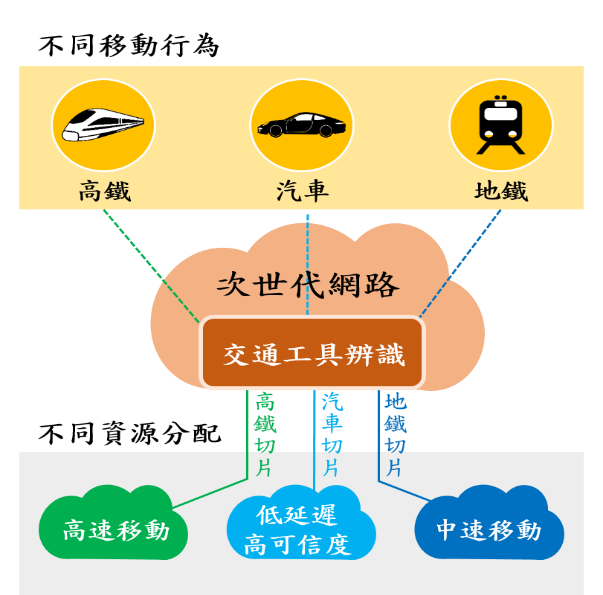 不同移動行為
高鐵
汽車
地鐵
次世代網路
交通工具辨識
高鐵切片
汽車切片
地鐵切片
不同資源分配
高速移動
低延遲
高可信度
中速移動